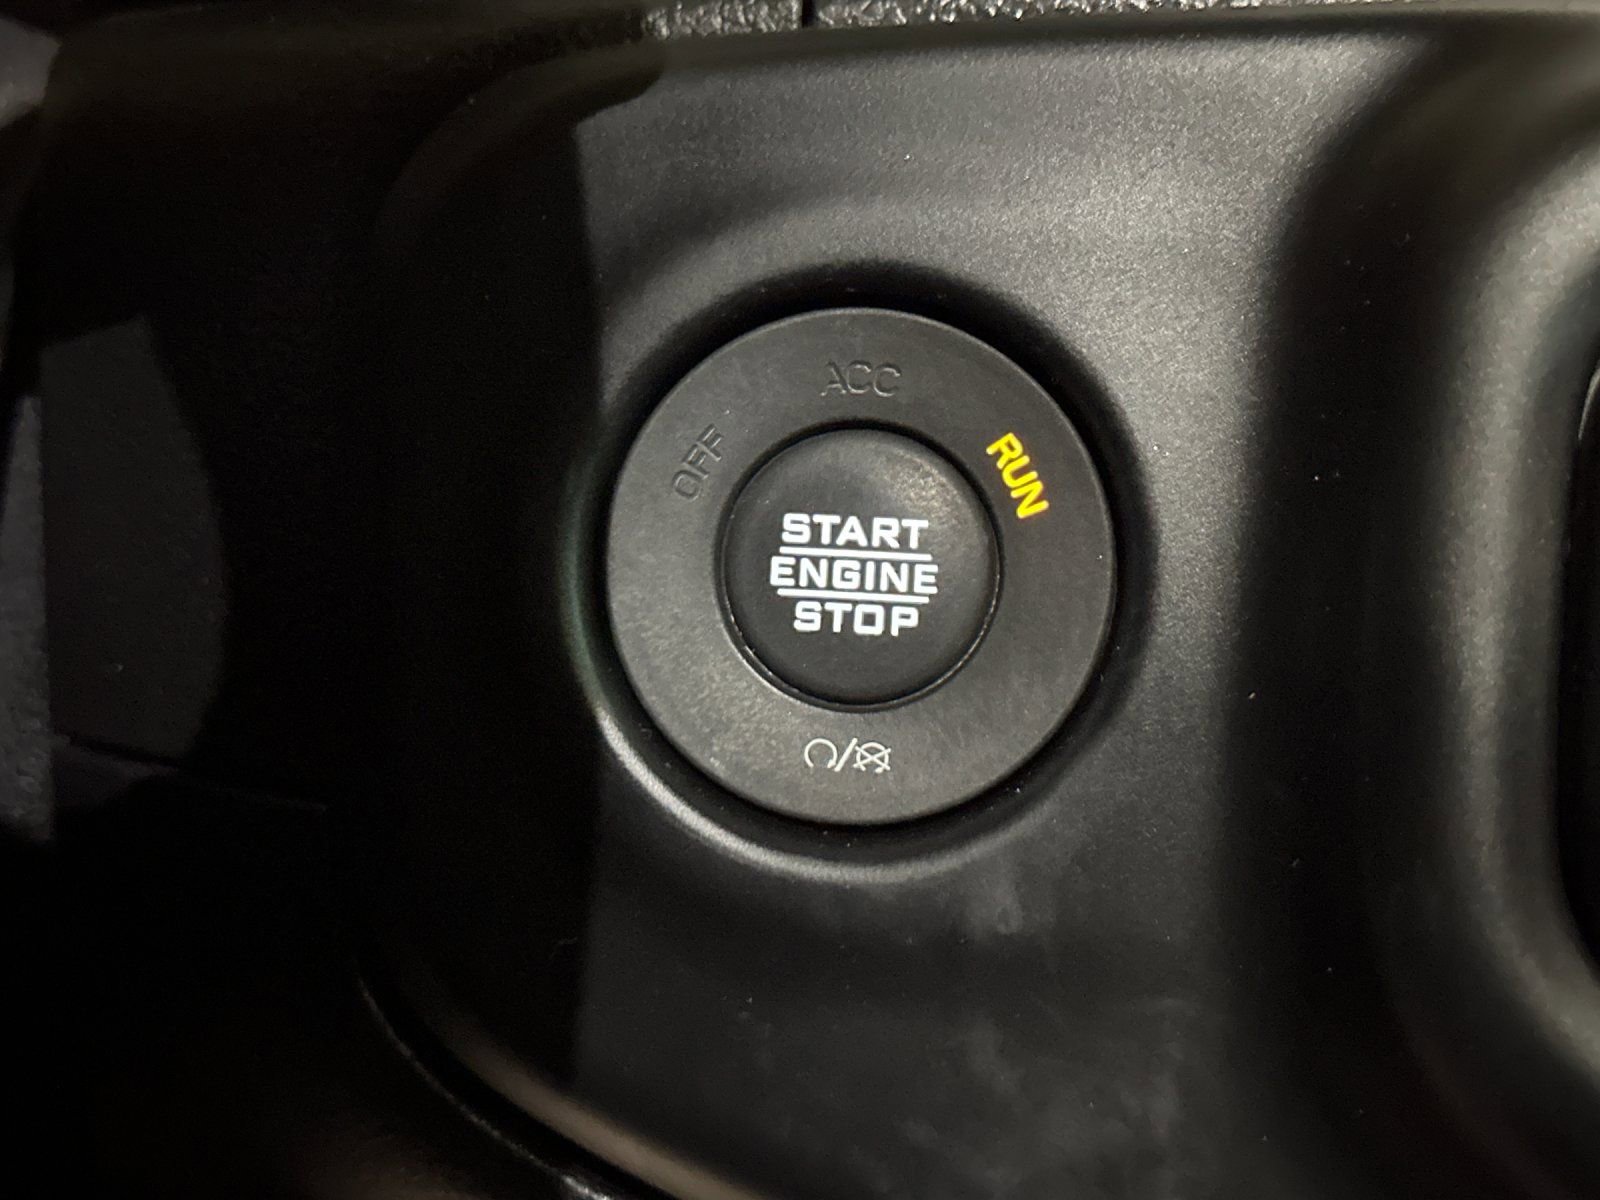 ACC
OFF
RUN
START
ENGINE
STOP